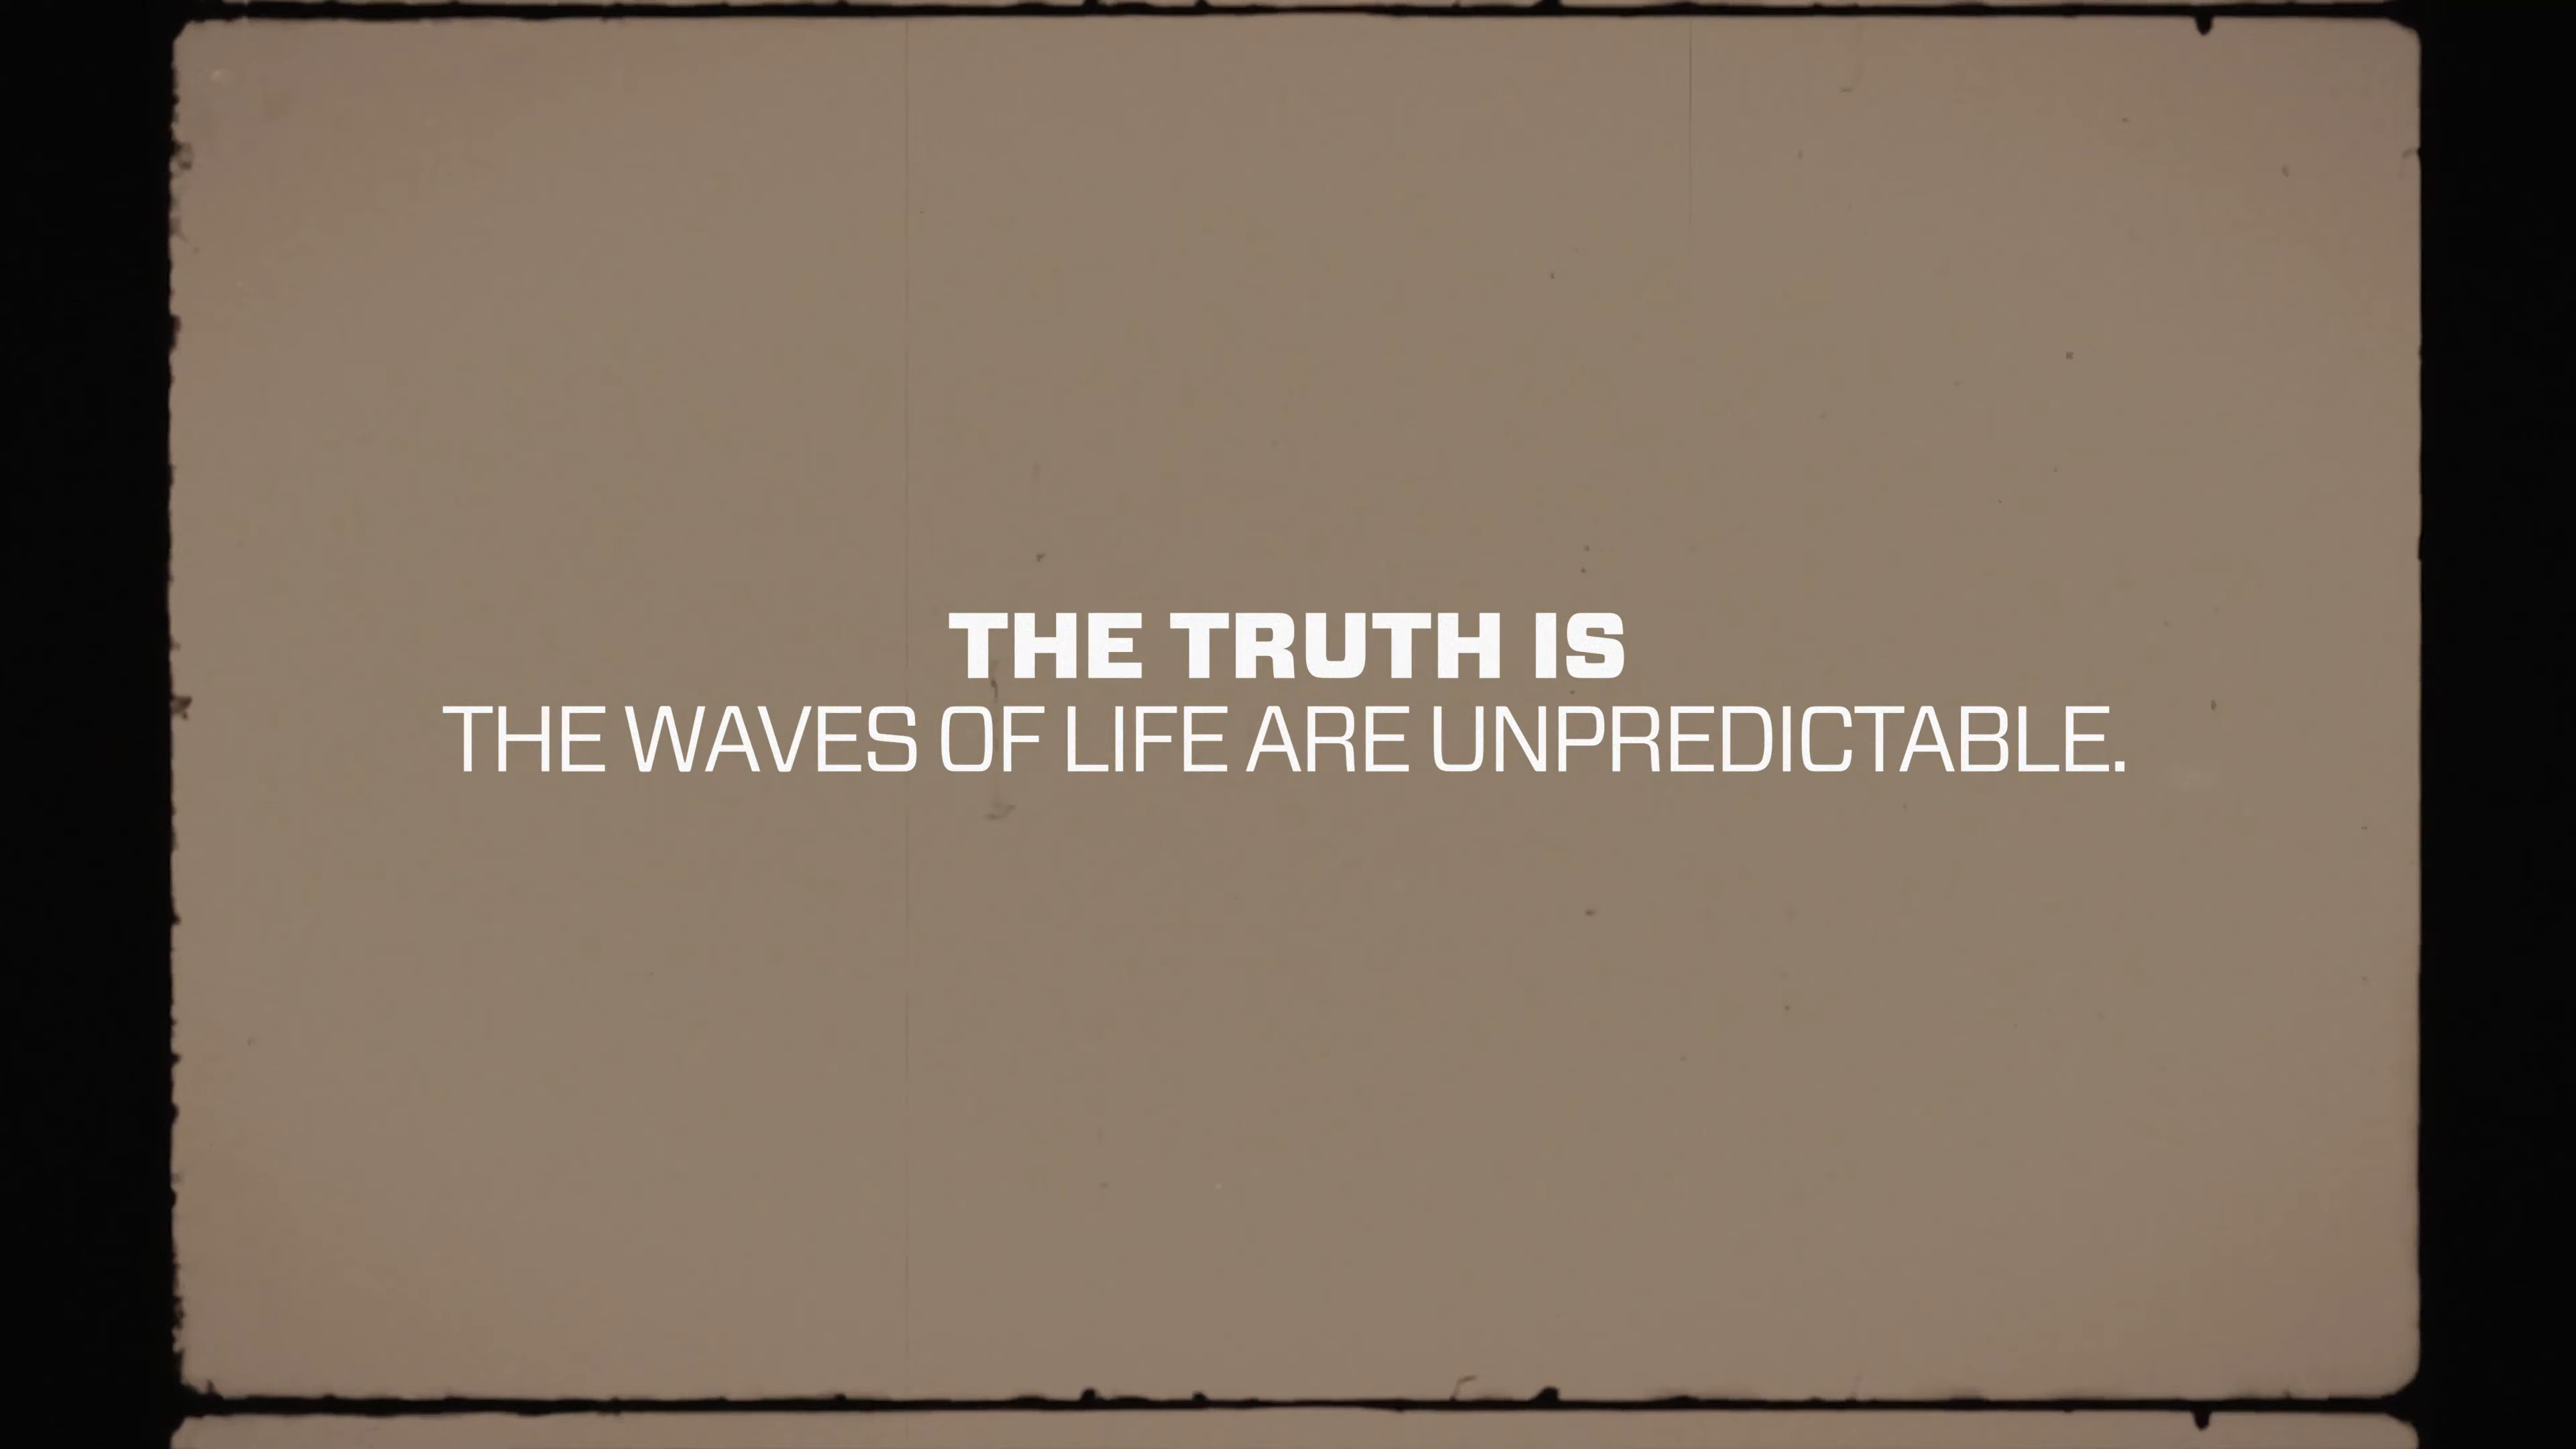 THE TRUTH IS
THE WAVES OF LIFE ARE UNPREDICTABLE.